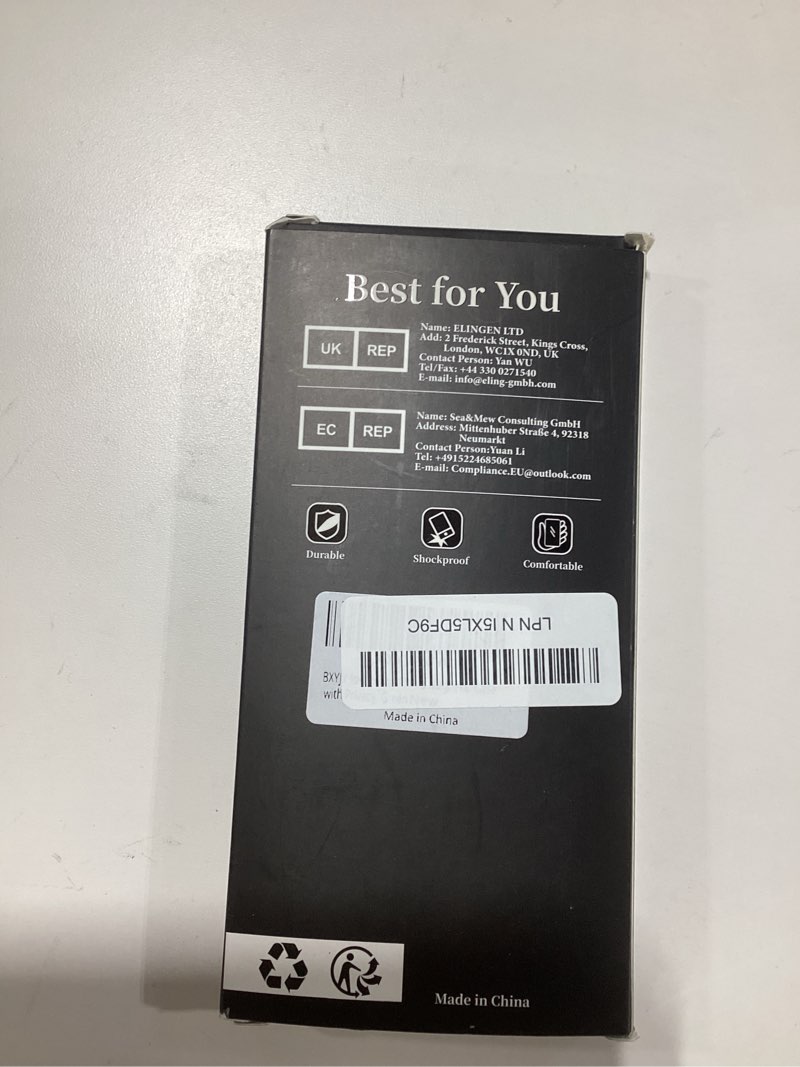 Best for You
UK REP
Name: ELINGEN LTD
Add: 2 Frederick Street, Kings Cross,
London, WC1X 0ND, UK
Contact Person: Yan WU
Tel/Fax: +44 330 0271540
E-mail: info@eling-gmbh.com
EC REP
Name: Sea&Mew Consulting GmbH
Address: Mittenhuber Straße 4, 92318
Neumarkt
Contact Person:Yuan Li
Tel: +4915224685061
E-mail: Compliance.EU@outlook.com
Durable
Shockproof
Comfortable
LPN N I5XL5DF9C
with
Made in China
Made in China